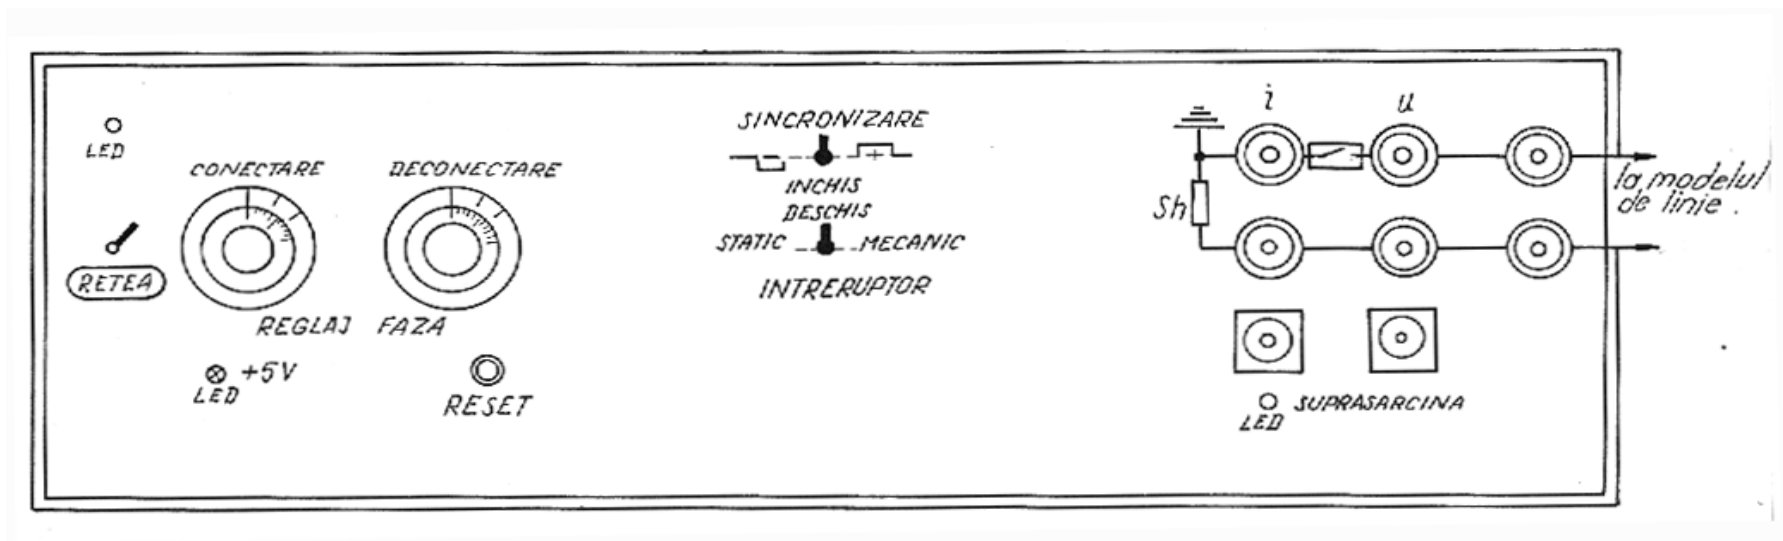 LED
RETEA
CONECTARE
DECONECTARE
REGLAJ FAZA
LED +5V
RESET
SINCRONIZARE
+
INCHIS
DESCHIS
STATIC MECANIC
INTRERUPTOR
i u
Sh
la modelul
de linie.
LED SUPRASARCINA